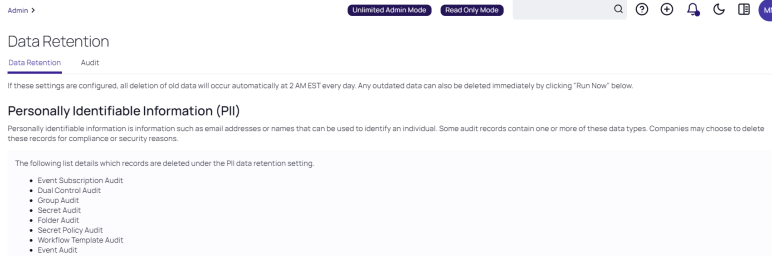 Admin >
Unlimited Admin Mode Read Only Mode
Data Retention
Data Retention Audit
If these settings are configured, all deletion of old data will occur automatically at 2 AM EST every day. Any outdated data can also be deleted immediately by clicking "Run Now" below.
Personally Identifiable Information (PII)
Personally identifiable information is information such as email addresses or names that can be used to identify an individual. Some audit records contain one or more of these data types. Companies may choose to delete
these records for compliance or security reasons.
The following list details which records are deleted under the PII data retention setting.
• Event Subscription Audit
• Dual Control Audit
• Group Audit
• Secret Audit
• Folder Audit
• Secret Policy Audit
• Workflow Template Audit
• Event Audit